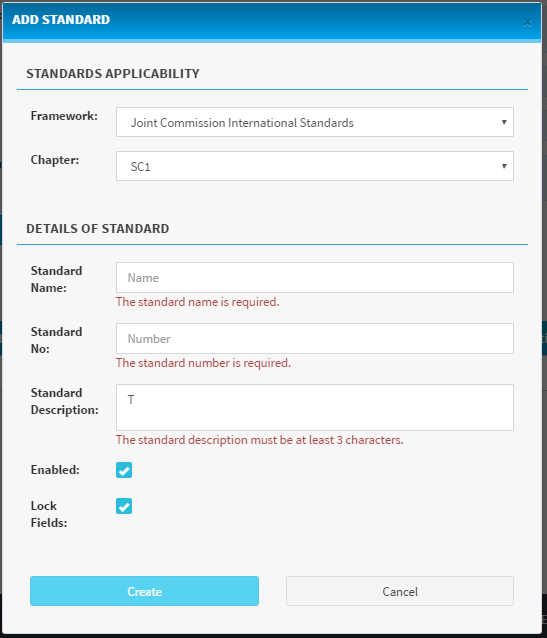 ADD STANDARD
×
STANDARDS APPLICABILITY
Framework:
Joint Commission International Standards
Chapter:
SC1
DETAILS OF STANDARD
Standard
Name:
Name
The standard name is required.
Standard
No:
Number
The standard number is required.
Standard
Description:
T
The standard description must be at least 3 characters.
Enabled:
Lock
Fields:
Create
Cancel